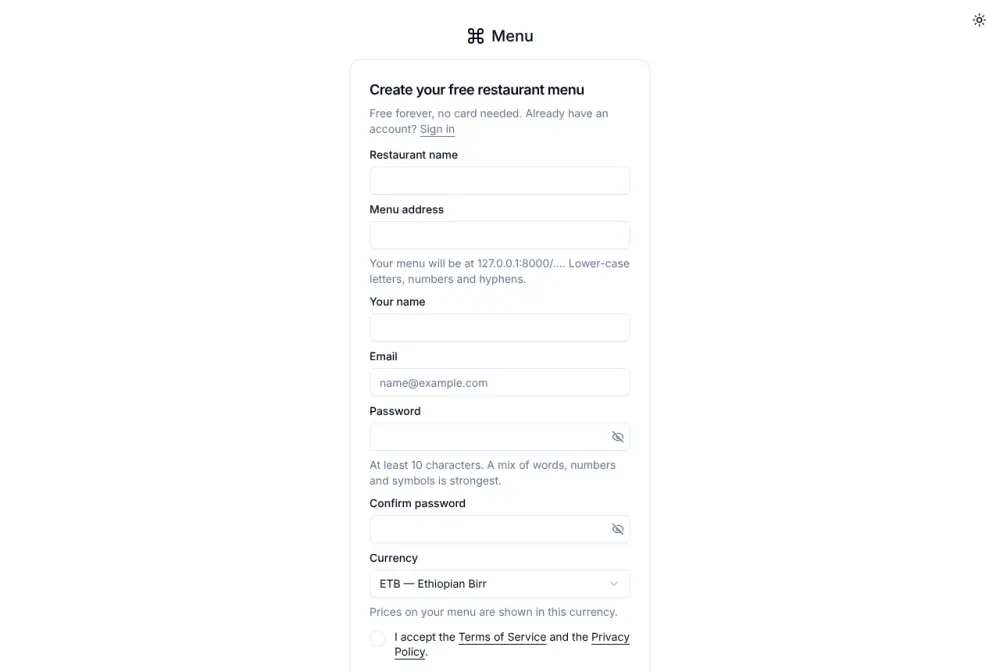 Menu
Create your free restaurant menu
Free forever, no card needed. Already have an
account? Sign in
Restaurant name
Menu address
Your menu will be at 127.0.0.1:8000/.... Lower-case
letters, numbers and hyphens.
Your name
Email
name@example.com
Password
At least 10 characters. A mix of words, numbers
and symbols is strongest.
Confirm password
Currency
ETB — Ethiopian Birr
Prices on your menu are shown in this currency.
I accept the Terms of Service and the Privacy
Policy.